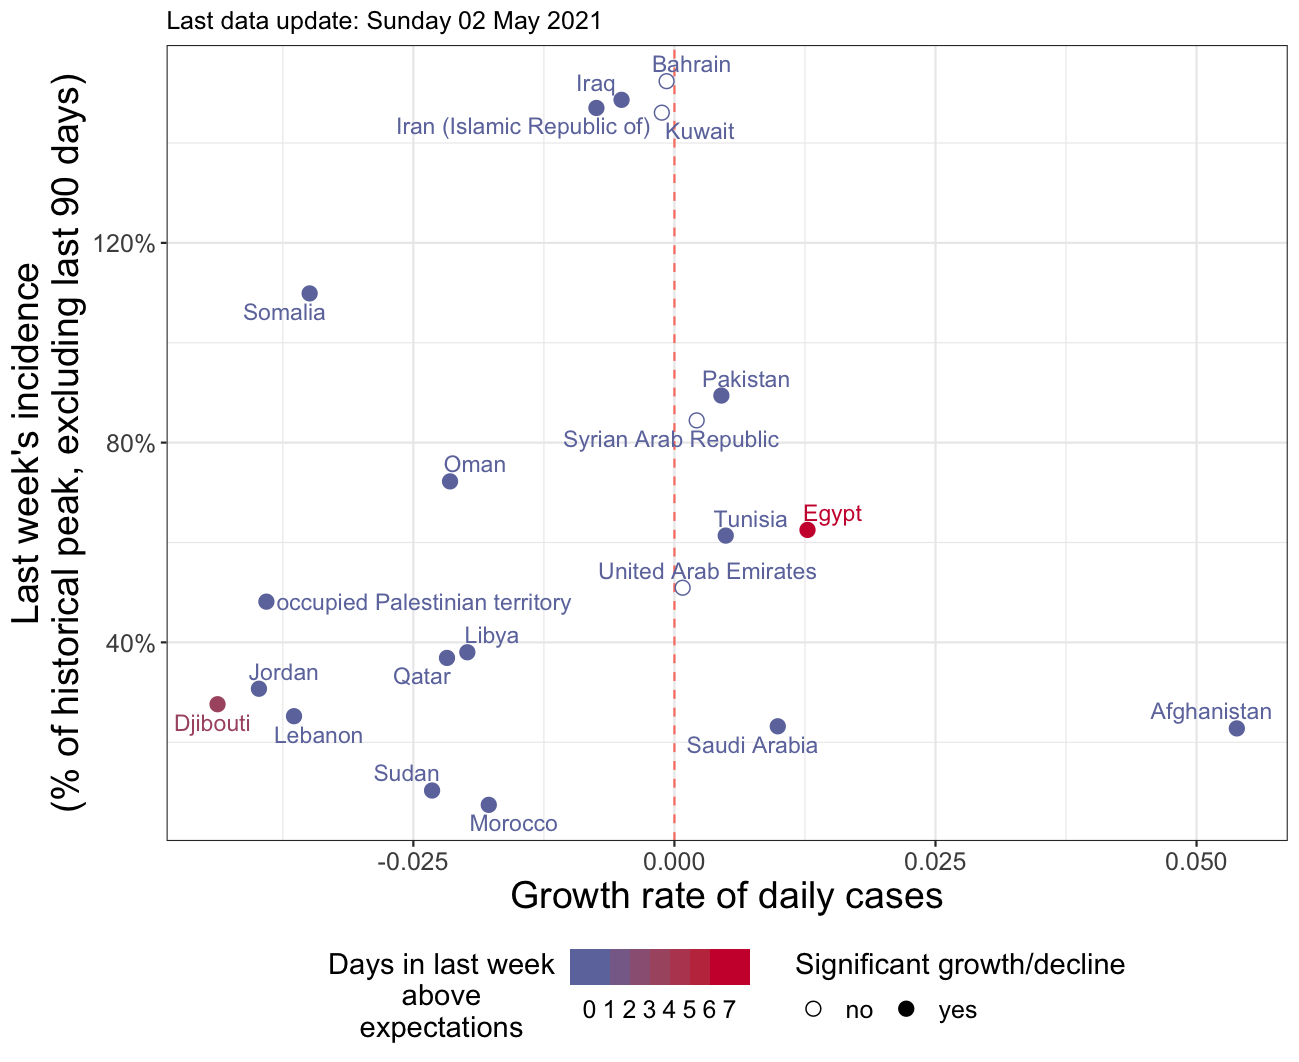 Last data update: Sunday 02 May 2021
Last week's incidence
(% of historical peak, excluding last 90 days)
120%
80%
40%
Bahrain
Iraq
Iran (Islamic Republic of)
Kuwait
Somalia
Pakistan
Syrian Arab Republic
Oman
Tunisia
Egypt
United Arab Emirates
occupied Palestinian territory
Libya
Qatar
Jordan
Djibouti
Lebanon
Afghanistan
Saudi Arabia
Sudan
Morocco
-0.025 0.000 0.025 0.050
Growth rate of daily cases
Days in last week
above
expectations
0 1 2 3 4 5 6 7
Significant growth/decline
no yes